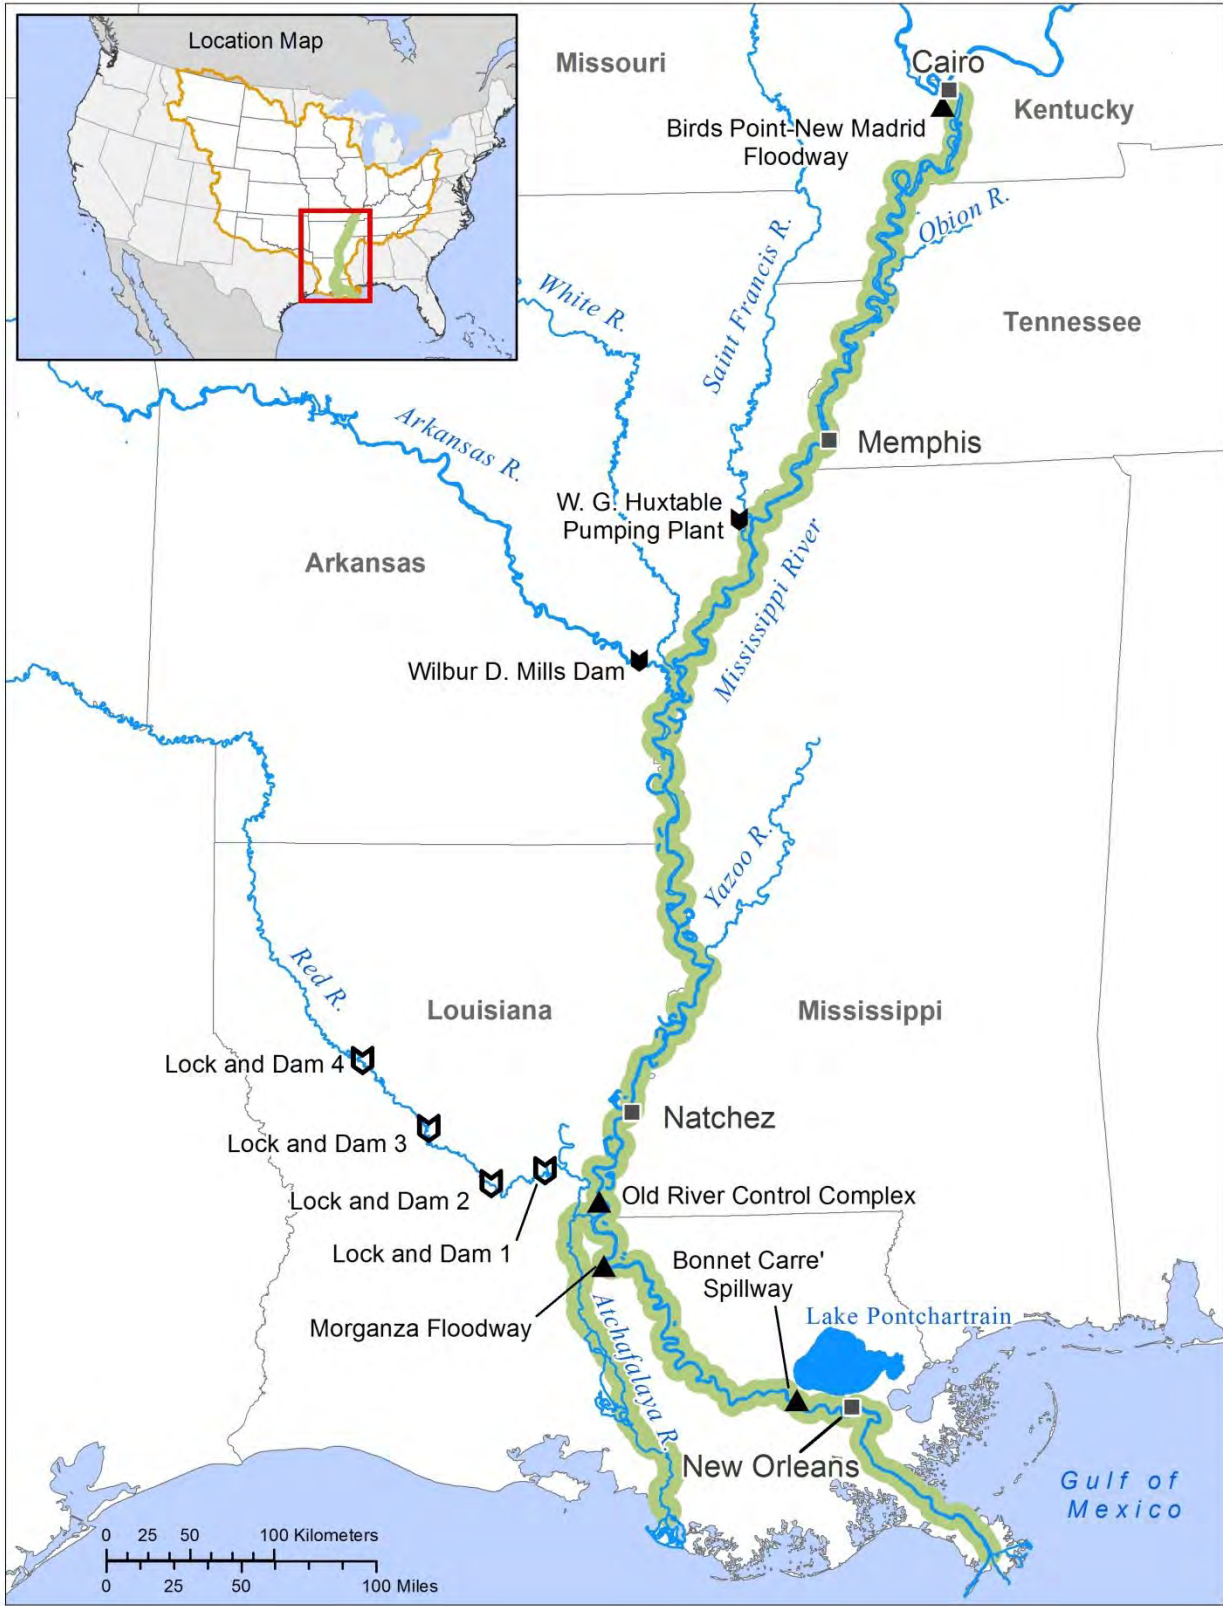 Location Map
Missouri
Cairo
Kentucky
Birds Point-New Madrid
Floodway
Obion R.
Saint Francis R.
White R.
Tennessee
Arkansas R.
Memphis
W. G. Huxtable
Pumping Plant
Arkansas
Mississippi River
Wilbur D. Mills Dam
Yazoo R.
Red R.
Louisiana
Mississippi
Lock and Dam 4
Natchez
Lock and Dam 3
Lock and Dam 2
Old River Control Complex
Lock and Dam 1
Bonnet Carre'
Spillway
Morganza Floodway
Atchafalaya R.
Lake Pontchartrain
New Orleans
Gulf of
Mexico
0 25 50 100 Kilometers
0 25 50 100 Miles